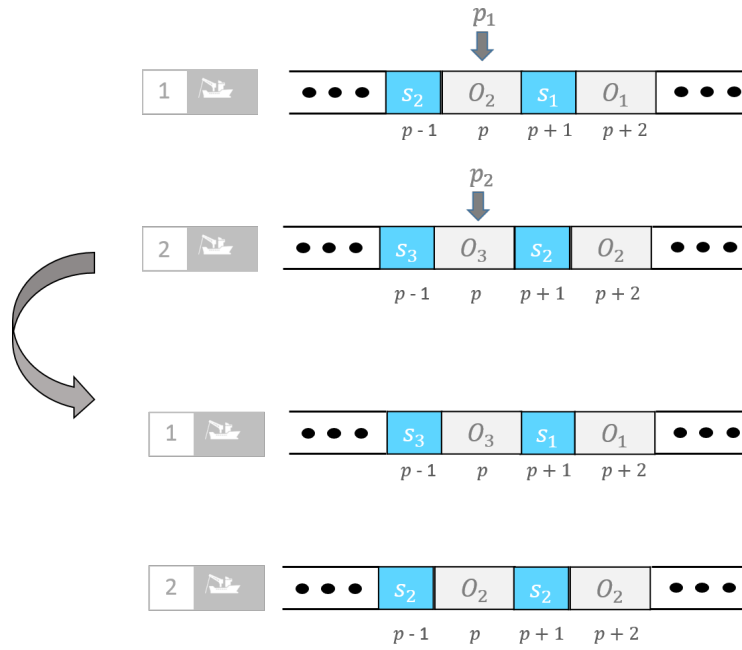 p₁
1 ● ● ● s₂ O₂ s₁ O₁ ● ● ●
p - 1 p p + 1 p + 2
p₂
2 ● ● ● s₃ O₃ s₂ O₂ ● ● ●
p - 1 p p + 1 p + 2
1 ● ● ● s₃ O₃ s₁ O₁ ● ● ●
p - 1 p p + 1 p + 2
2 ● ● ● s₂ O₂ s₂ O₂ ● ● ●
p - 1 p p + 1 p + 2